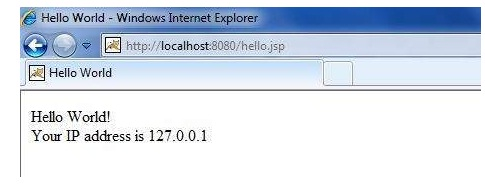 Hello World - Windows Internet Explorer
http://localhost:8080/hello.jsp
Hello World
Hello World!
Your IP address is 127.0.0.1